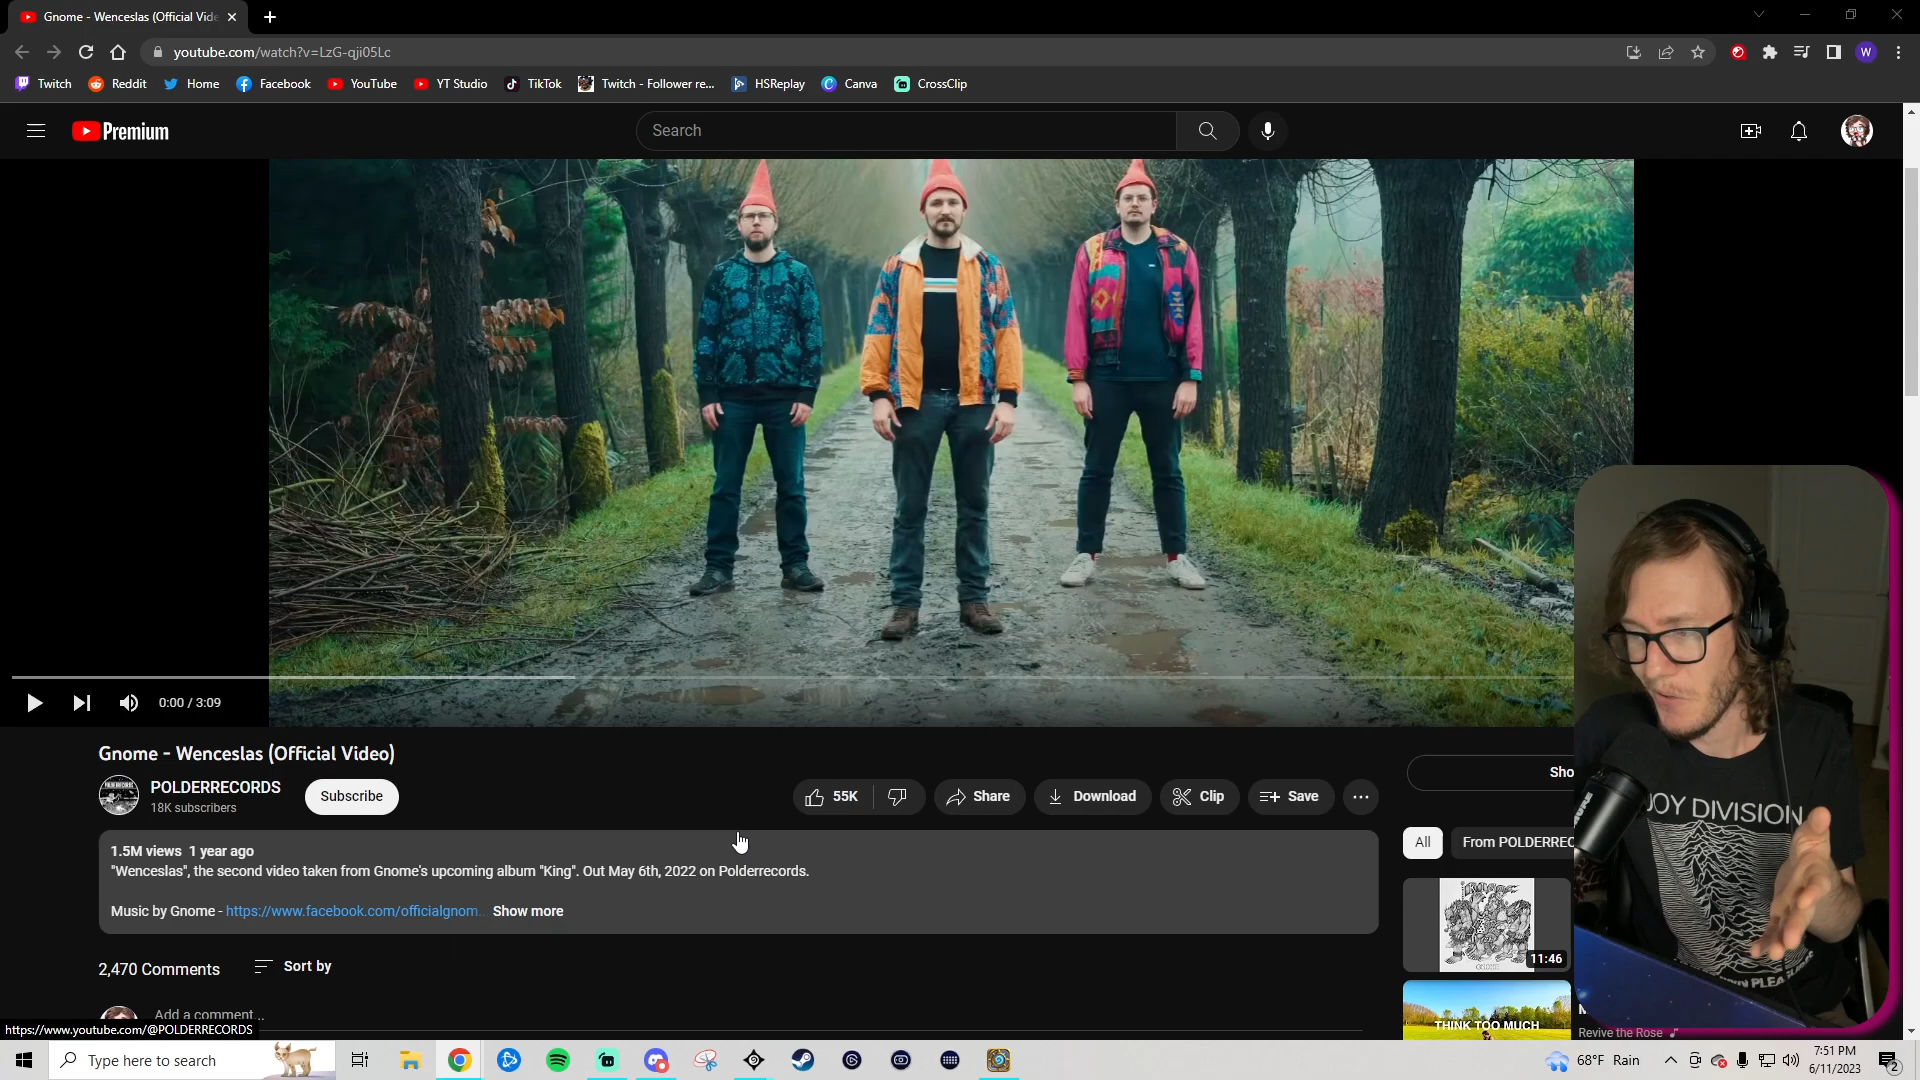 Gnome - Wenceslas (Official Vide
youtube.com/watch?v=LzG-qji05Lc
W
Twitch
Reddit
Home
Facebook
YouTube
YT Studio
TikTok
Twitch - Follower re...
HSReplay
Canva
CrossClip
Premium
Search
0:00 / 3:09
Gnome - Wenceslas (Official Video)
POLDERRECORDS
18K subscribers
Subscribe
55K
Share
Download
Clip
Save
Sho
1.5M views 1 year ago
"Wenceslas", the second video taken from Gnome's upcoming album "King". Out May 6th, 2022 on Polderrecords.
Music by Gnome - https://www.facebook.com/officialgnom... Show more
All
From POLDERREC
JOY DIVISION
11:46
2,470 Comments
Sort by
Add a comment...
THINK TOO MUCH
Revive the Rose
https://www.youtube.com/@POLDERRECORDS
Type here to search
68°F Rain
7:51 PM
6/11/2023
2